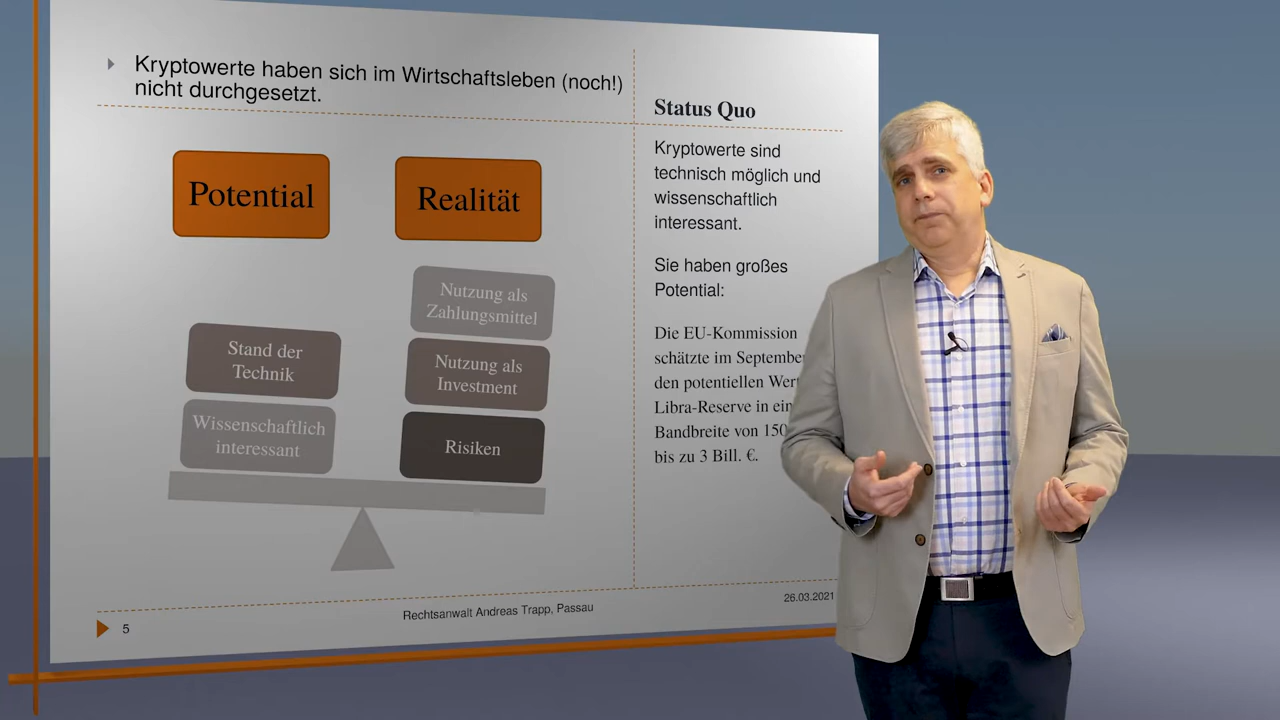 Kryptowerte haben sich im Wirtschaftsleben (noch!)
nicht durchgesetzt.
Potential
Realität
Nutzung als
Zahlungsmittel
Stand der
Technik
Nutzung als
Investment
Wissenschaftlich
interessant
Risiken
Status Quo
Kryptowerte sind
technisch möglich und
wissenschaftlich
interessant.
Sie haben großes
Potential:
Die EU-Kommission
schätzte im September
den potentiellen
Libra-Reserve in
Bandbreite von 150
bis zu 3 Bill. €.
5
Rechtsanwalt Andreas Trapp, Passau
26.03.2021